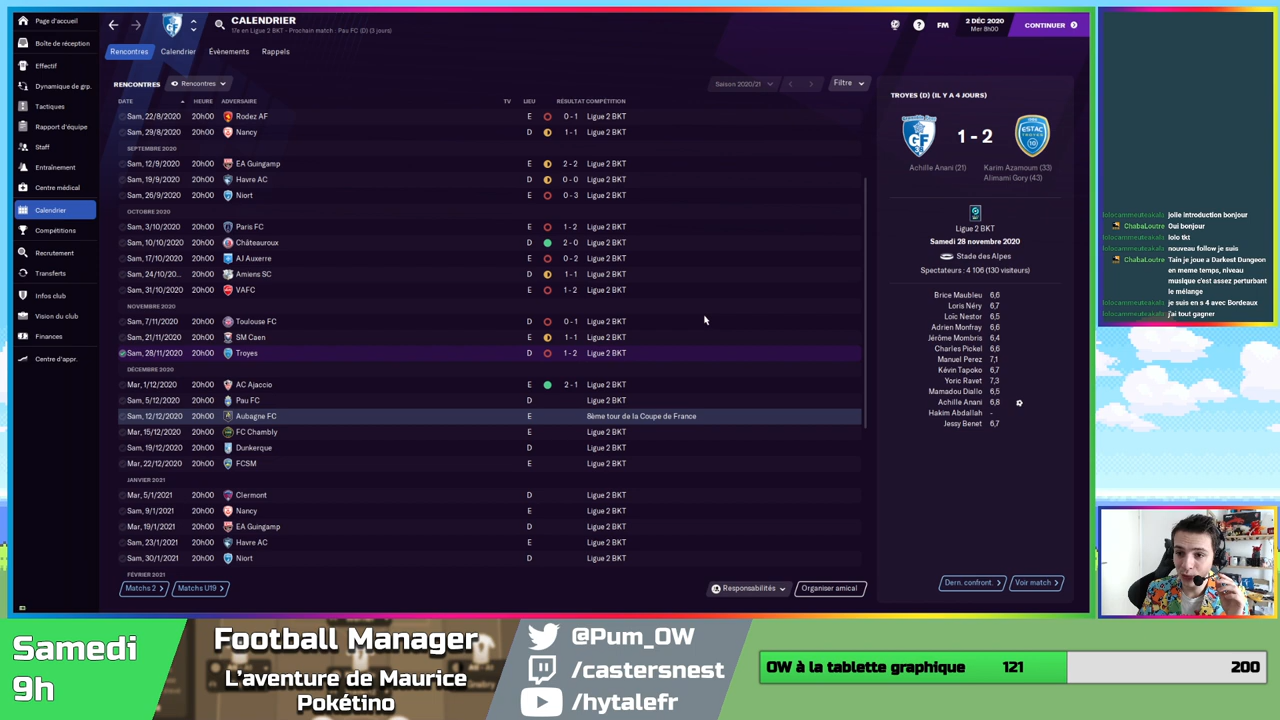 Page d'accueil
Boîte de réception
Effectif
Dynamique de grp.
Tactiques
Rapport d'équipe
Staff
Entraînement
Centre médical
Calendrier
Compétitions
Recrutement
Transferts
Infos club
Vision du club
Finances
Centre d'appr.
CALENDRIER
17e en Ligue 2 BKT - Prochain match : Pau FC (D) (3 jours)
FM
2 DÉC 2020
Mer 8h00
CONTINUER
Rencontres Calendrier Évènements Rappels
RENCONTRES Rencontres Saison 2020/21 Filtre
DATE HEURE ADVERSAIRE TV LIEU RÉSULTAT COMPÉTITION
Sam, 22/8/2020 20h00 Rodez AF E 0 - 1 Ligue 2 BKT
Sam, 29/8/2020 20h00 Nancy D 1 - 1 Ligue 2 BKT
SEPTEMBRE 2020
Sam, 12/9/2020 20h00 EA Guingamp E 2 - 2 Ligue 2 BKT
Sam, 19/9/2020 20h00 Havre AC D 0 - 0 Ligue 2 BKT
Sam, 26/9/2020 20h00 Niort E 0 - 3 Ligue 2 BKT
OCTOBRE 2020
Sam, 3/10/2020 20h00 Paris FC E 1 - 2 Ligue 2 BKT
Sam, 10/10/2020 20h00 Châteauroux D 2 - 0 Ligue 2 BKT
Sam, 17/10/2020 20h00 AJ Auxerre E 0 - 2 Ligue 2 BKT
Sam, 24/10/20... 20h00 Amiens SC D 1 - 1 Ligue 2 BKT
Sam, 31/10/2020 20h00 VAFC E 1 - 2 Ligue 2 BKT
NOVEMBRE 2020
Sam, 7/11/2020 20h00 Toulouse FC D 0 - 1 Ligue 2 BKT
Sam, 21/11/2020 20h00 SM Caen E 1 - 1 Ligue 2 BKT
Sam, 28/11/2020 20h00 Troyes D 1 - 2 Ligue 2 BKT
DÉCEMBRE 2020
Mar, 1/12/2020 20h00 AC Ajaccio E 2 - 1 Ligue 2 BKT
Sam, 5/12/2020 20h00 Pau FC D Ligue 2 BKT
Sam, 12/12/2020 20h00 Aubagne FC E 8ème tour de la Coupe de France
Mar, 15/12/2020 20h00 FC Chambly E Ligue 2 BKT
Sam, 19/12/2020 20h00 Dunkerque D Ligue 2 BKT
Mar, 22/12/2020 20h00 FCSM E Ligue 2 BKT
JANVIER 2021
Mar, 5/1/2021 20h00 Clermont D Ligue 2 BKT
Sam, 9/1/2021 20h00 Nancy E Ligue 2 BKT
Mar, 19/1/2021 20h00 EA Guingamp D Ligue 2 BKT
Sam, 23/1/2021 20h00 Havre AC E Ligue 2 BKT
Sam, 30/1/2021 20h00 Niort D Ligue 2 BKT
FÉVRIER 2021
Matchs 2 Matchs U19 Responsabilités Organiser amical
TROYES (D) (IL Y A 4 JOURS)
1 - 2
Achille Anani (21) Karim Azamoum (33)
Alimami Gory (43)
Ligue 2 BKT
Samedi 28 novembre 2020
Stade des Alpes
Spectateurs : 4 106 (130 visiteurs)
Brice Maubleu 6,6
Loris Néry 6,7
Loïc Nestor 6,5
Adrien Monfray 6,6
Jérôme Mombris 6,4
Charles Pickel 6,6
Manuel Perez 7,1
Kévin Tapoko 6,7
Yoric Ravet 7,3
Mamadou Diallo 6,5
Achille Anani 6,8
Hakim Abdallah -
Jessy Benet 6,7
Dern. confront. Voir match
lolocammeuteakala jolie introduction bonjour
ChabaLoutre Oui bonjour
lolocammeuteakala lolo tkt
lolocammeuteakala nouveau follow je suis
ChabaLoutre Tain je joue a Darkest Dungeon
en meme temps, niveau
musique c'est assez perturbant
le mélange
lolocammeuteakala je suis en s 4 avec Bordeaux
lolocammeuteakala j'ai tout gagner
Samedi
9h
Football Manager
L'aventure de Maurice
Pokétino
@Pum_OW
/castersnest
/hytalefr
OW à la tablette graphique 121 200